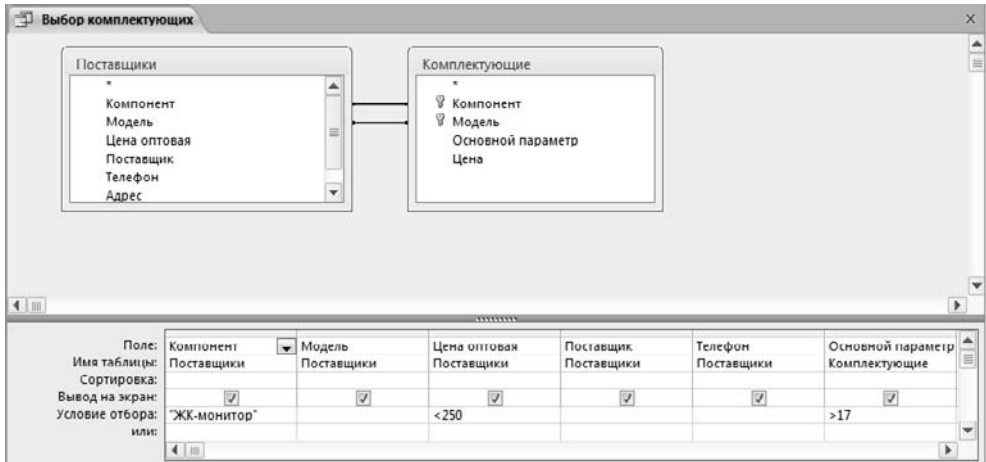 Выбор комплектующих
Поставщики
*
Компонент
Модель
Цена оптовая
Поставщик
Телефон
Адрес
Комплектующие
*
Компонент
Модель
Основной параметр
Цена
Поле: Компонент Модель Цена оптовая Поставщик Телефон Основной параметр
Имя таблицы: Поставщики Поставщики Поставщики Поставщики Поставщики Комплектующие
Сортировка:
Вывод на экран:
Условие отбора: "ЖК-монитор" <250 >17
или: